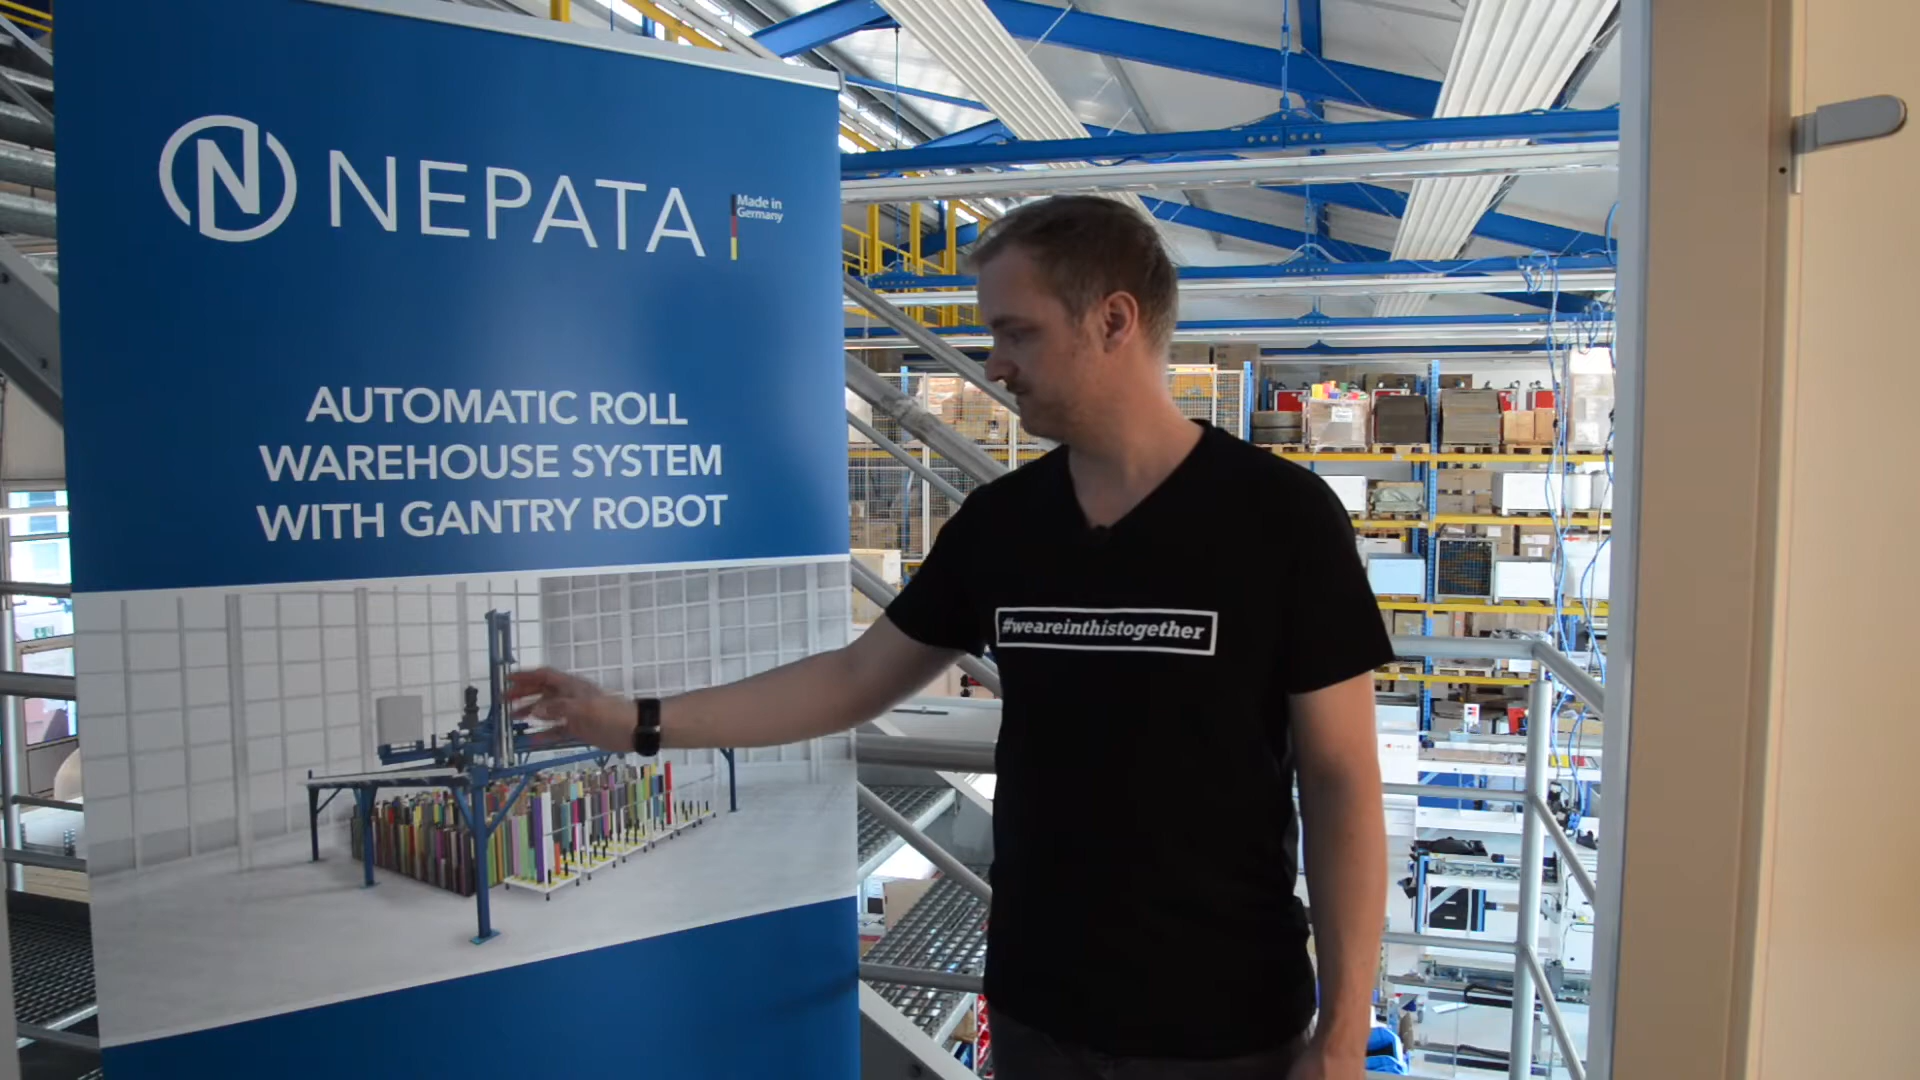 NEPATA
Made in
Germany
AUTOMATIC ROLL
WAREHOUSE SYSTEM
WITH GANTRY ROBOT
#weareinthistogether